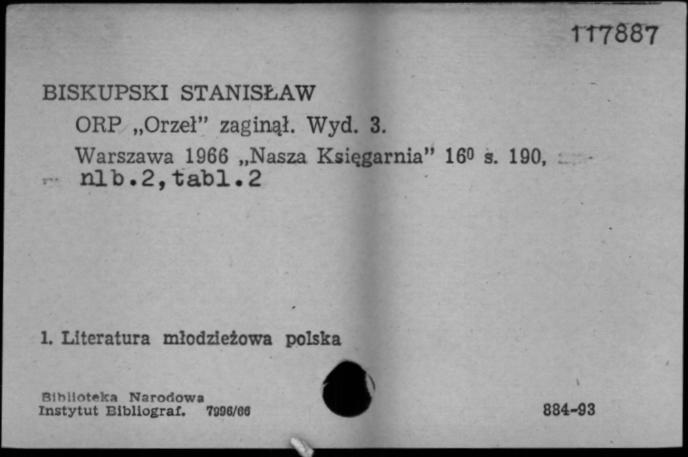 117887
BISKUPSKI STANISŁAW
ORP „Orzeł” zaginął. Wyd. 3.
Warszawa 1966 „Nasza Księgarnia” 16⁰ s. 190,
nlb.2,tabl.2
1. Literatura młodzieżowa polska
Biblioteka Narodowa
Instytut Bibliograf. 7996/66
884-93